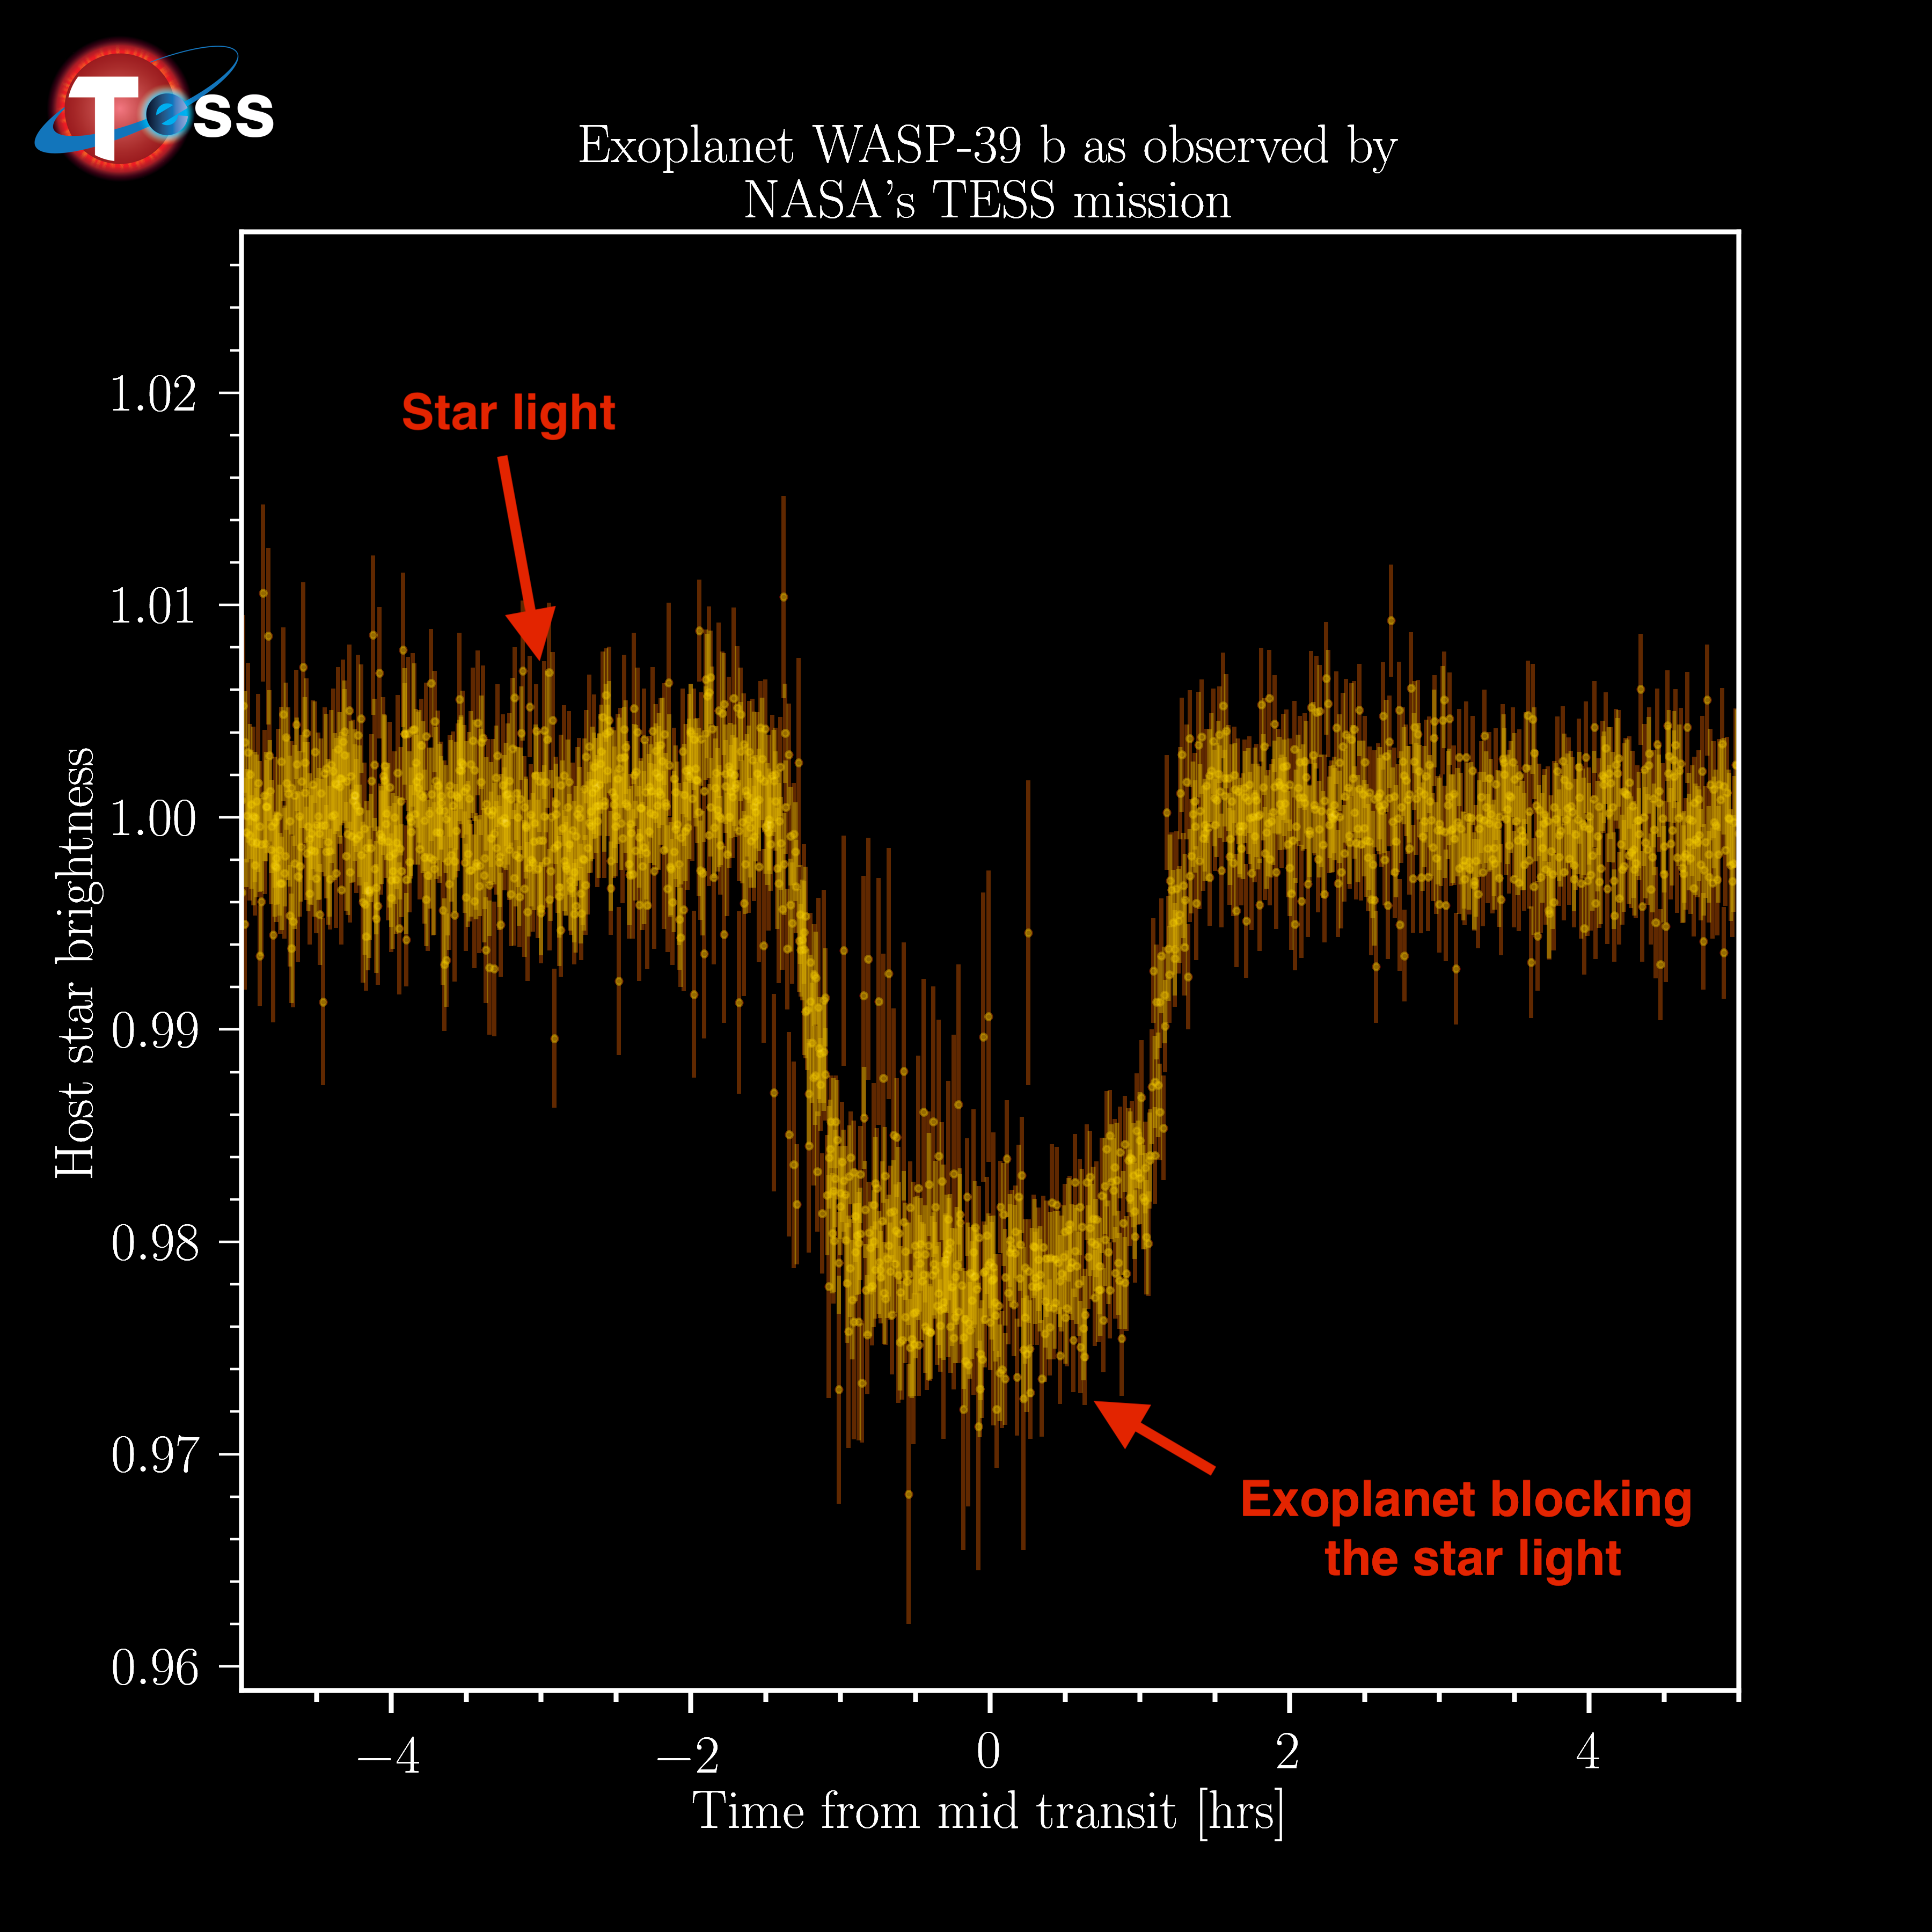 Tess
Exoplanet WASP-39 b as observed by
NASA's TESS mission
1.02
Star light
1.01
1.00
Host star brightness
0.99
0.98
0.97
Exoplanet blocking
the star light
0.96
−4
−2
0
2
4
Time from mid transit [hrs]